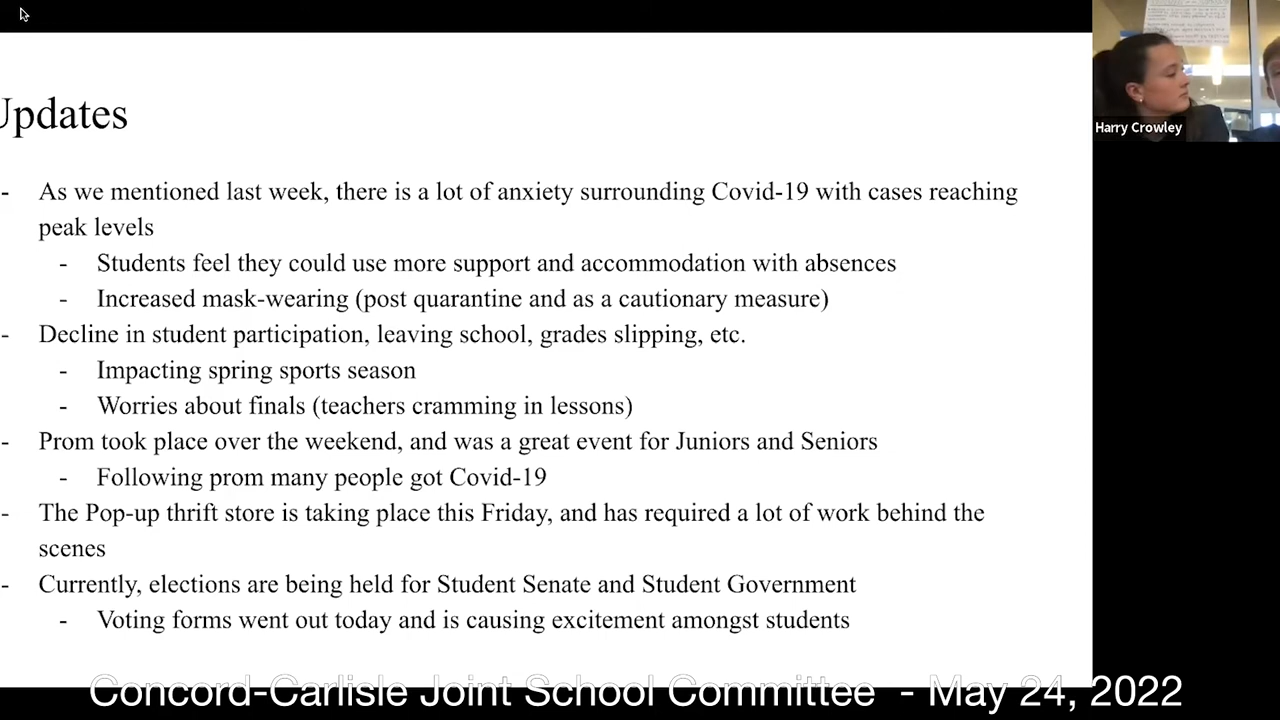 Updates
- As we mentioned last week, there is a lot of anxiety surrounding Covid-19 with cases reaching
peak levels
- Students feel they could use more support and accommodation with absences
- Increased mask-wearing (post quarantine and as a cautionary measure)
- Decline in student participation, leaving school, grades slipping, etc.
- Impacting spring sports season
- Worries about finals (teachers cramming in lessons)
- Prom took place over the weekend, and was a great event for Juniors and Seniors
- Following prom many people got Covid-19
- The Pop-up thrift store is taking place this Friday, and has required a lot of work behind the
scenes
- Currently, elections are being held for Student Senate and Student Government
- Voting forms went out today and is causing excitement amongst students
Harry Crowley
Concord-Carlisle Joint School Committee - May 24, 2022